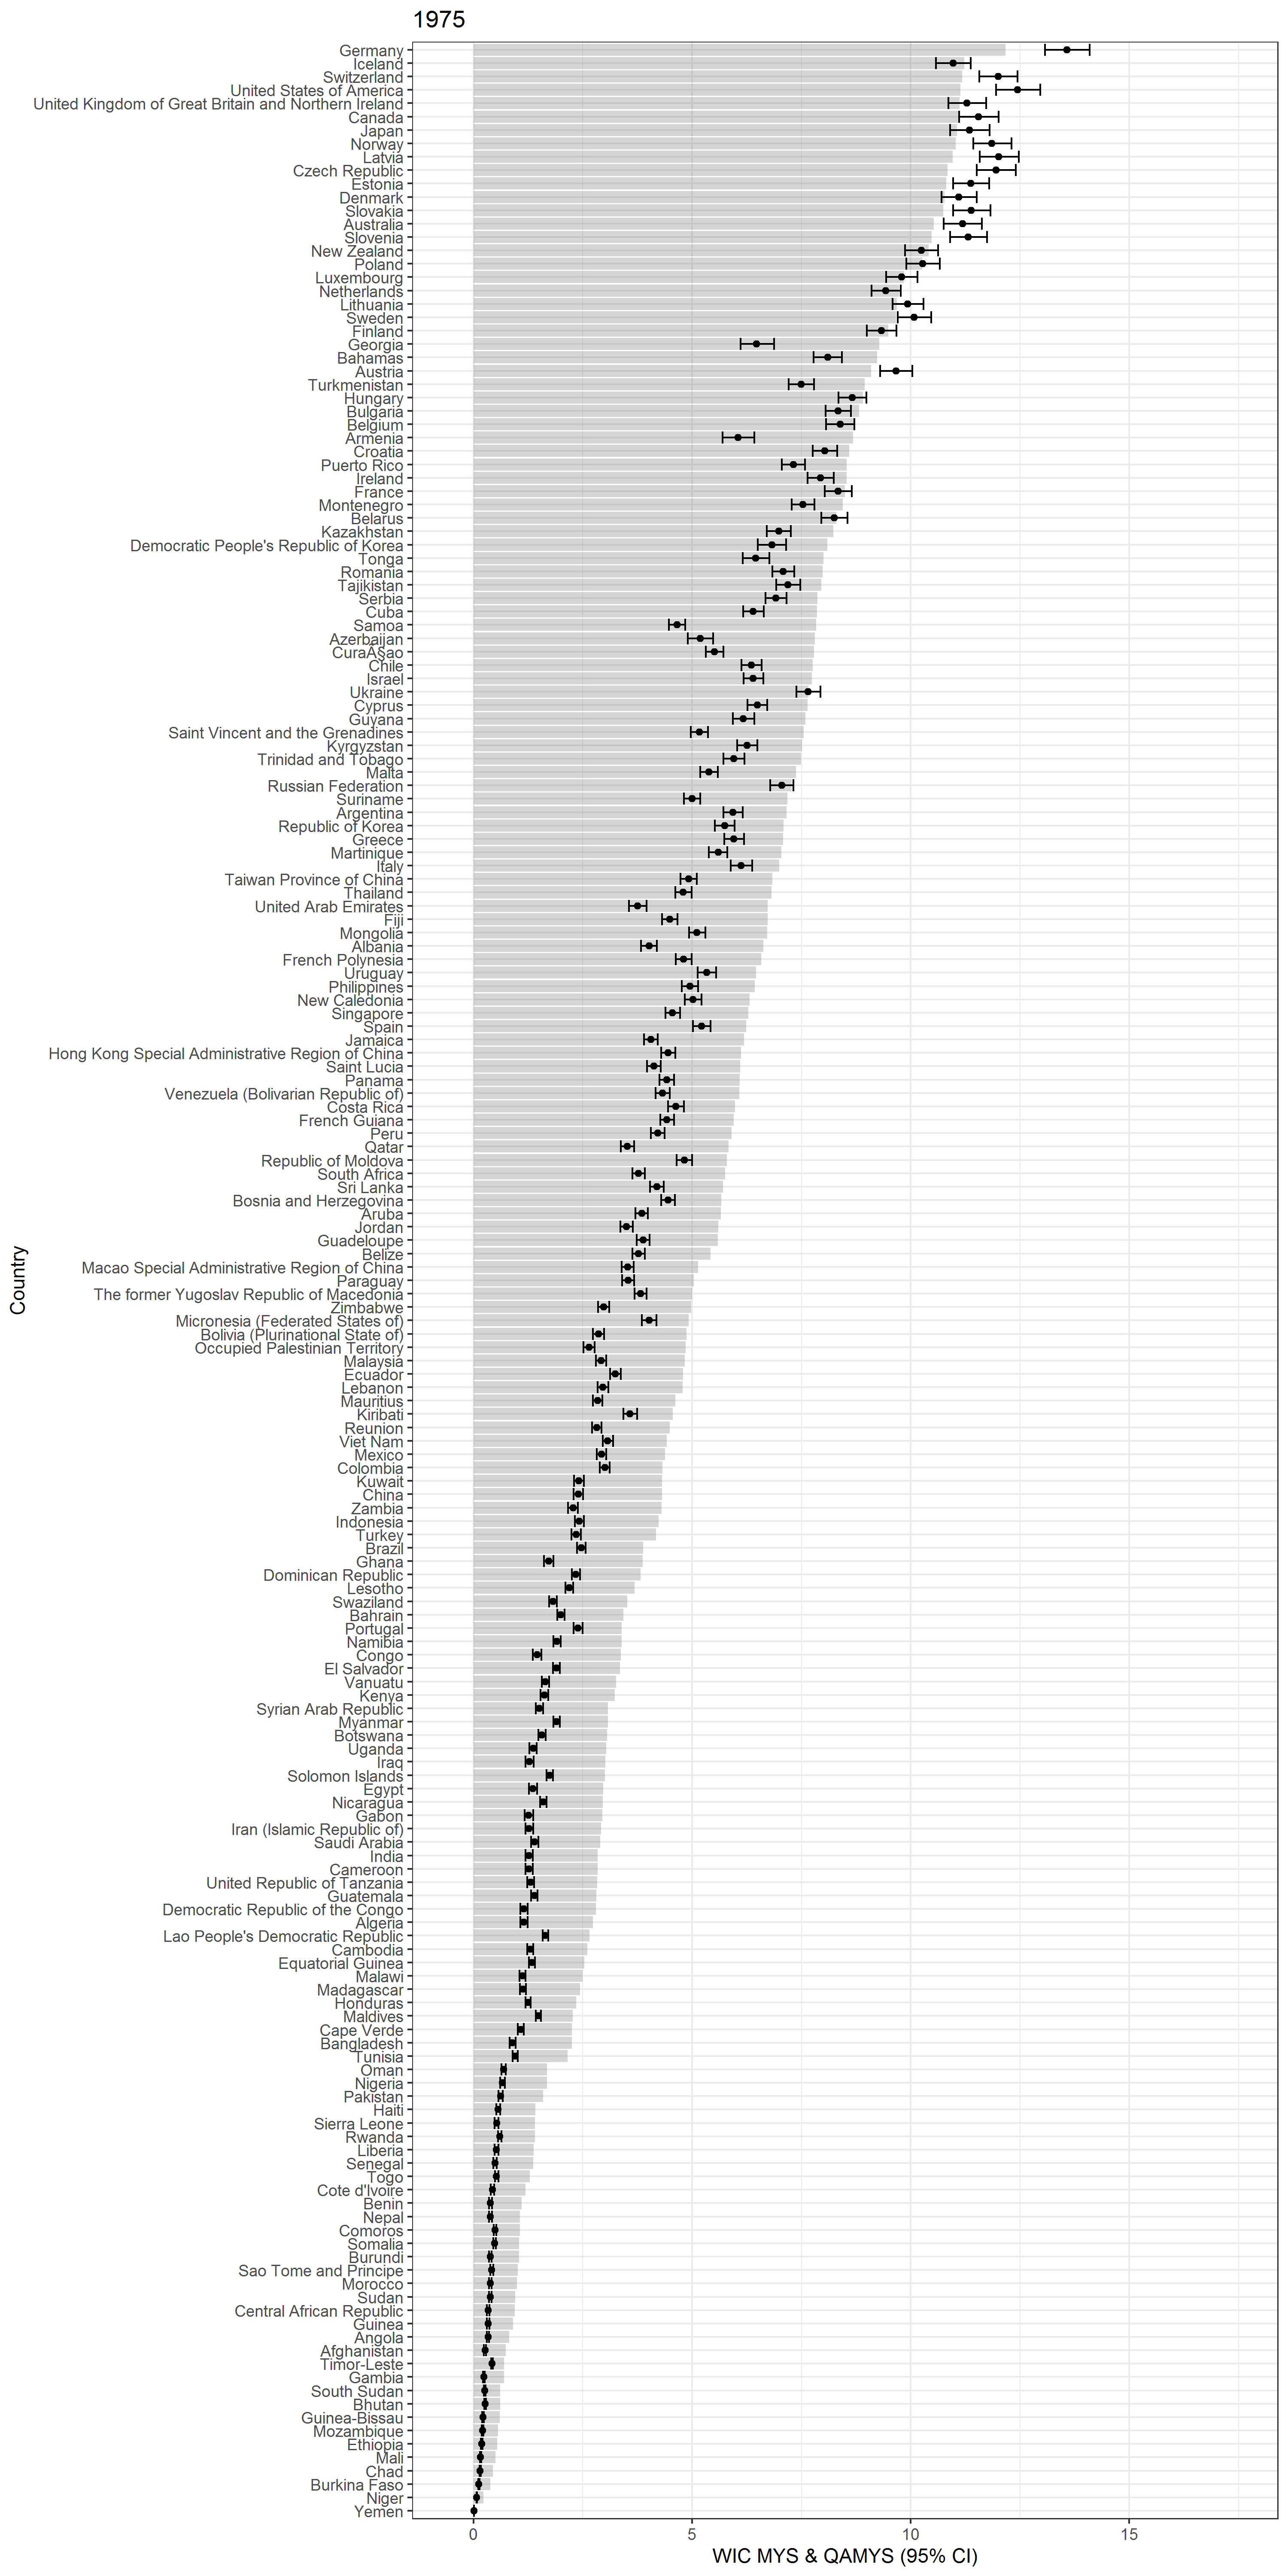 1975
Germany
Iceland
Switzerland
United States of America
United Kingdom of Great Britain and Northern Ireland
Canada
Japan
Norway
Latvia
Czech Republic
Estonia
Denmark
Slovakia
Australia
Slovenia
New Zealand
Poland
Luxembourg
Netherlands
Lithuania
Sweden
Finland
Georgia
Bahamas
Austria
Turkmenistan
Hungary
Bulgaria
Belgium
Armenia
Croatia
Puerto Rico
Ireland
France
Montenegro
Belarus
Kazakhstan
Democratic People's Republic of Korea
Tonga
Romania
Tajikistan
Serbia
Cuba
Samoa
Azerbaijan
CuraÃ§ao
Chile
Israel
Ukraine
Cyprus
Guyana
Saint Vincent and the Grenadines
Kyrgyzstan
Trinidad and Tobago
Malta
Russian Federation
Suriname
Argentina
Republic of Korea
Greece
Martinique
Italy
Taiwan Province of China
Thailand
United Arab Emirates
Fiji
Mongolia
Albania
French Polynesia
Uruguay
Philippines
New Caledonia
Singapore
Spain
Jamaica
Hong Kong Special Administrative Region of China
Saint Lucia
Panama
Venezuela (Bolivarian Republic of)
Costa Rica
French Guiana
Peru
Qatar
Republic of Moldova
South Africa
Sri Lanka
Bosnia and Herzegovina
Aruba
Jordan
Guadeloupe
Belize
Macao Special Administrative Region of China
Paraguay
The former Yugoslav Republic of Macedonia
Zimbabwe
Micronesia (Federated States of)
Bolivia (Plurinational State of)
Occupied Palestinian Territory
Malaysia
Ecuador
Lebanon
Mauritius
Kiribati
Reunion
Viet Nam
Mexico
Colombia
Kuwait
China
Zambia
Indonesia
Turkey
Brazil
Ghana
Dominican Republic
Lesotho
Swaziland
Bahrain
Portugal
Namibia
Congo
El Salvador
Vanuatu
Kenya
Syrian Arab Republic
Myanmar
Botswana
Uganda
Iraq
Solomon Islands
Egypt
Nicaragua
Gabon
Iran (Islamic Republic of)
Saudi Arabia
India
Cameroon
United Republic of Tanzania
Guatemala
Democratic Republic of the Congo
Algeria
Lao People's Democratic Republic
Cambodia
Equatorial Guinea
Malawi
Madagascar
Honduras
Maldives
Cape Verde
Bangladesh
Tunisia
Oman
Nigeria
Pakistan
Haiti
Sierra Leone
Rwanda
Liberia
Senegal
Togo
Cote d'Ivoire
Benin
Nepal
Comoros
Somalia
Burundi
Sao Tome and Principe
Morocco
Sudan
Central African Republic
Guinea
Angola
Afghanistan
Timor-Leste
Gambia
South Sudan
Bhutan
Guinea-Bissau
Mozambique
Ethiopia
Mali
Chad
Burkina Faso
Niger
Yemen
Country
0 5 10 15
WIC MYS & QAMYS (95% CI)